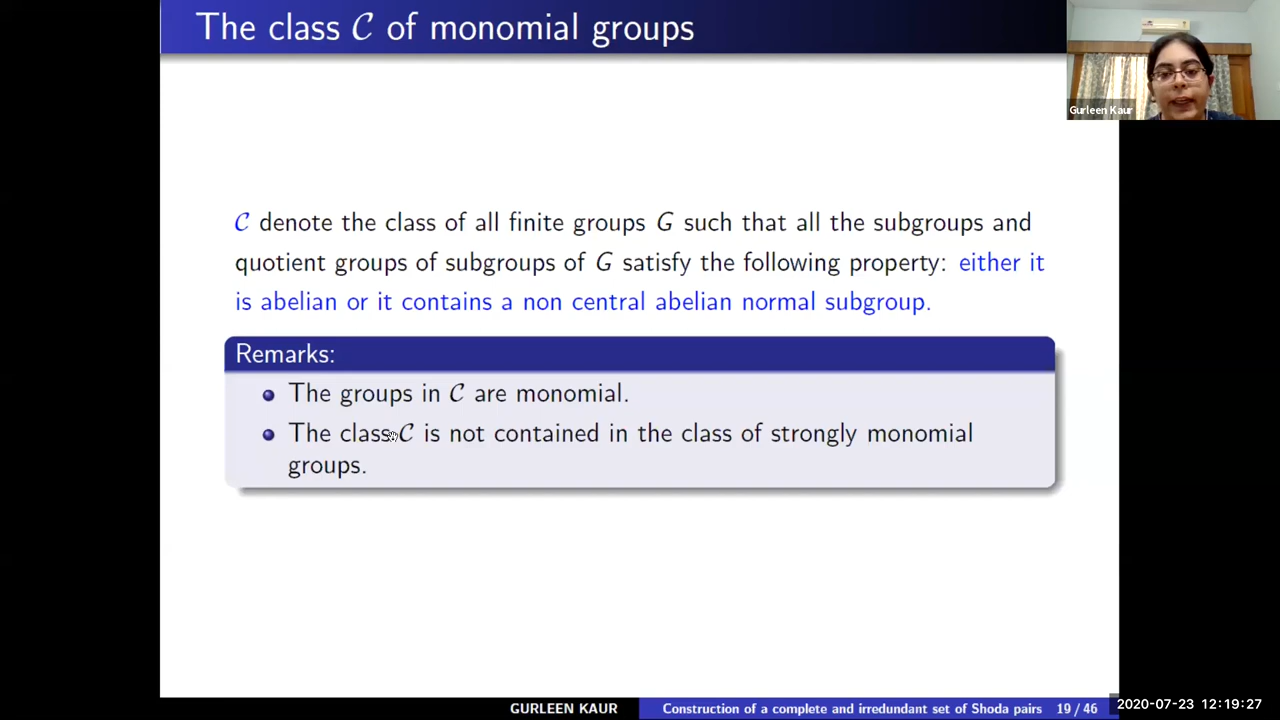 The class 𝒞 of monomial groups
Gurleen Kaur
𝒞 denote the class of all finite groups G such that all the subgroups and
quotient groups of subgroups of G satisfy the following property: either it
is abelian or it contains a non central abelian normal subgroup.
Remarks:
The groups in 𝒞 are monomial.
The class 𝒞 is not contained in the class of strongly monomial
groups.
GURLEEN KAUR Construction of a complete and irredundant set of Shoda pairs 19 / 46
2020-07-23 12:19:27